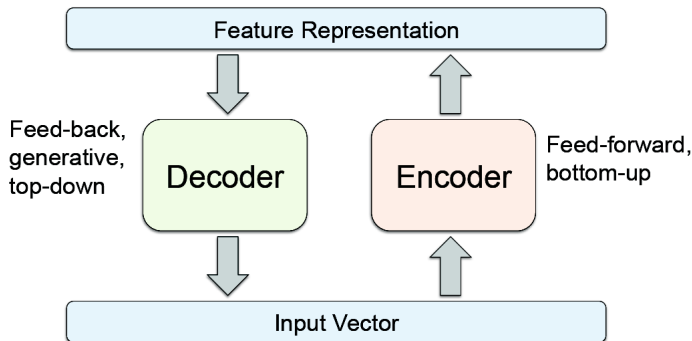 Feature Representation
Feed-back,
generative,
top-down
Decoder
Encoder
Feed-forward,
bottom-up
Input Vector